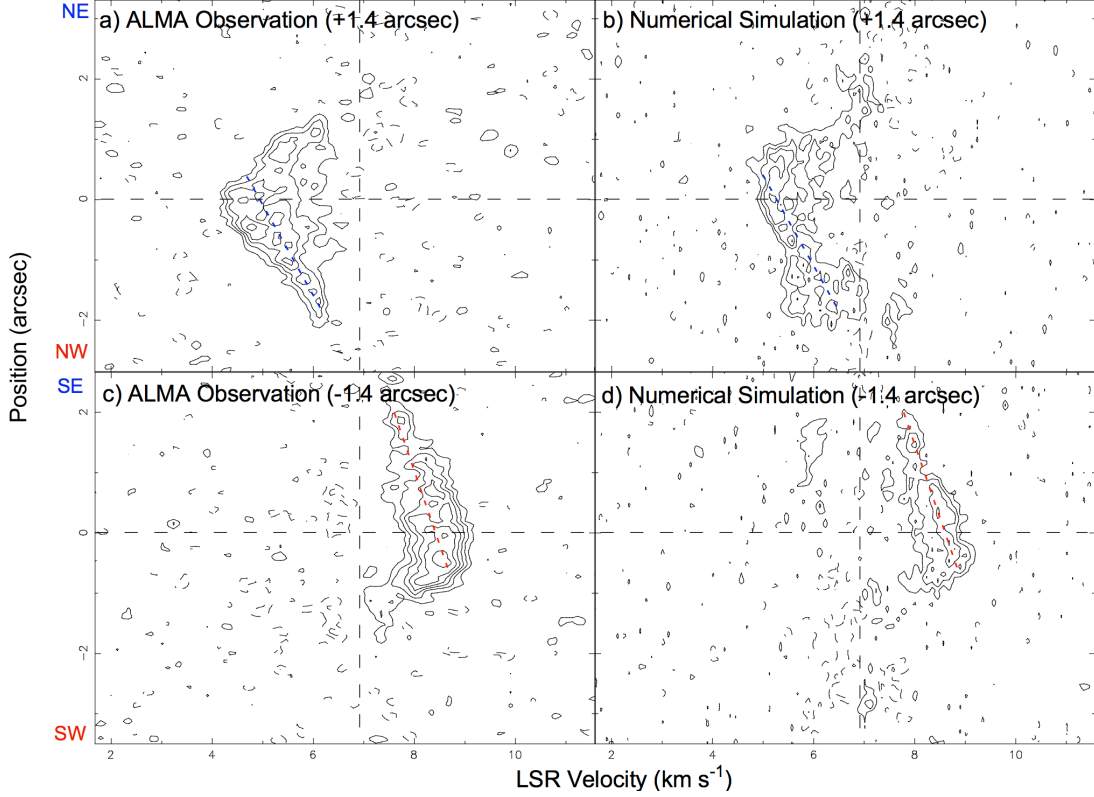 NE
a) ALMA Observation (+1.4 arcsec)
b) Numerical Simulation (+1.4 arcsec)
2
0
-2
NW
Position (arcsec)
SE
c) ALMA Observation (-1.4 arcsec)
d) Numerical Simulation (-1.4 arcsec)
2
0
-2
SW
2 4 6 8 10 2 4 6 8 10
LSR Velocity (km s⁻¹)